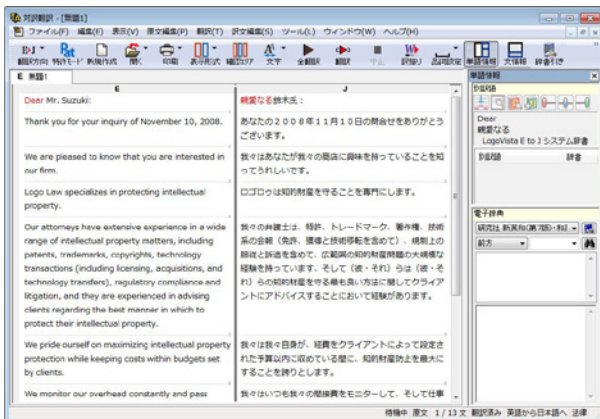 対訳翻訳 - [無題1]
ファイル(F) 編集(E) 表示(V) 原文編集(P) 翻訳(T) 訳文編集(S) ツール(L) ウィンドウ(W) ヘルプ(H)
翻訳方向 特許モード 新規作成 開く 印刷 表示形式 確認エリア 文字 全翻訳 翻訳 中止 訳振り 品詞設定 単語情報 文情報 辞書引き
E 無題1
E J
Dear Mr. Suzuki:
親愛なる鈴木氏:
Thank you for your inquiry of November 10, 2008.
あなたの2008年11月10日の問合せをありがとう
ございます。
We are pleased to know that you are interested in
our firm.
我々はあなたが我々の商店に興味を持っていることを知
ってうれしいです。
Logo Law specializes in protecting intellectual
property.
ロゴロウは知的財産を守ることを専門にします。
Our attorneys have extensive experience in a wide
range of intellectual property matters, including
patents, trademarks, copyrights, technology
transactions (including licensing, acquisitions, and
technology transfers), regulatory compliance and
litigation, and they are experienced in advising
clients regarding the best manner in which to
protect their intellectual property.
我々の弁護士は、特許、トレードマーク、著作権、技術
系の会報(免許、獲得と技術移転を含めて)、規制上の
服従と訴訟を含めて、広範囲の知的財産問題の大規模な
経験を持っています、そして(彼・それ)らは(彼・そ
れ)らの知的財産を守る最も良い方法に関してクライア
ントにアドバイスすることにおいて経験があります。
We pride ourself on maximizing intellectual property
protection while keeping costs within budgets set
by clients.
我々は我々自身が、経費をクライアントによって設定さ
れた予算以内に収めている間に、知的財産防止を最大に
することを誇りとします。
We monitor our overhead constantly and pass
我々はいつも我々の間接費をモニターして、そして仕事
単語情報
別訳語
Dear
親愛なる
LogoVista E to J システム辞書
別訳語 辞書
電子辞典
研究社 新英和(第7版)・和
前方
待機中 原文 1 / 13 文 翻訳済み 英語から日本語へ 法律